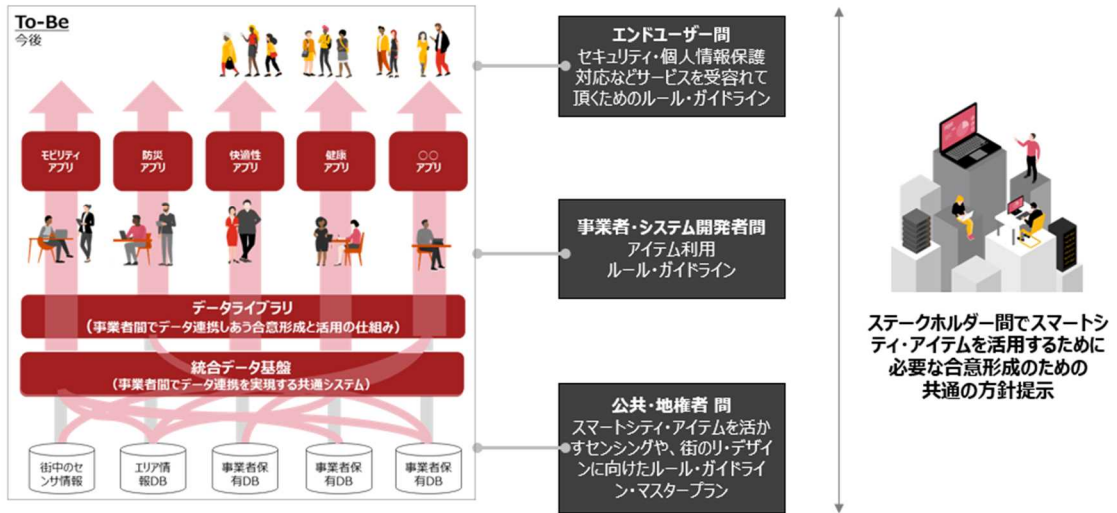 To-Be
今後
モビリティ
アプリ
防災
アプリ
快適性
アプリ
健康
アプリ
○○
アプリ
データライブラリ
(事業者間でデータ連携しあう合意形成と活用の仕組み)
統合データ基盤
(事業者間でデータ連携を実現する共通システム)
街中のセ
ンサ情報
エリア情
報DB
事業者保
有DB
事業者保
有DB
事業者保
有DB
エンドユーザー間
セキュリティ・個人情報保護
対応などサービスを受容れて
頂くためのルール・ガイドライン
事業者・システム開発者間
アイテム利用
ルール・ガイドライン
公共・地権者 間
スマートシティ・アイテムを活か
すセンシングや、街のリ・デザイ
ンに向けたルール・ガイドライ
ン・マスタープラン
ステークホルダー間でスマートシ
ティ・アイテムを活用するために
必要な合意形成のための
共通の方針提示